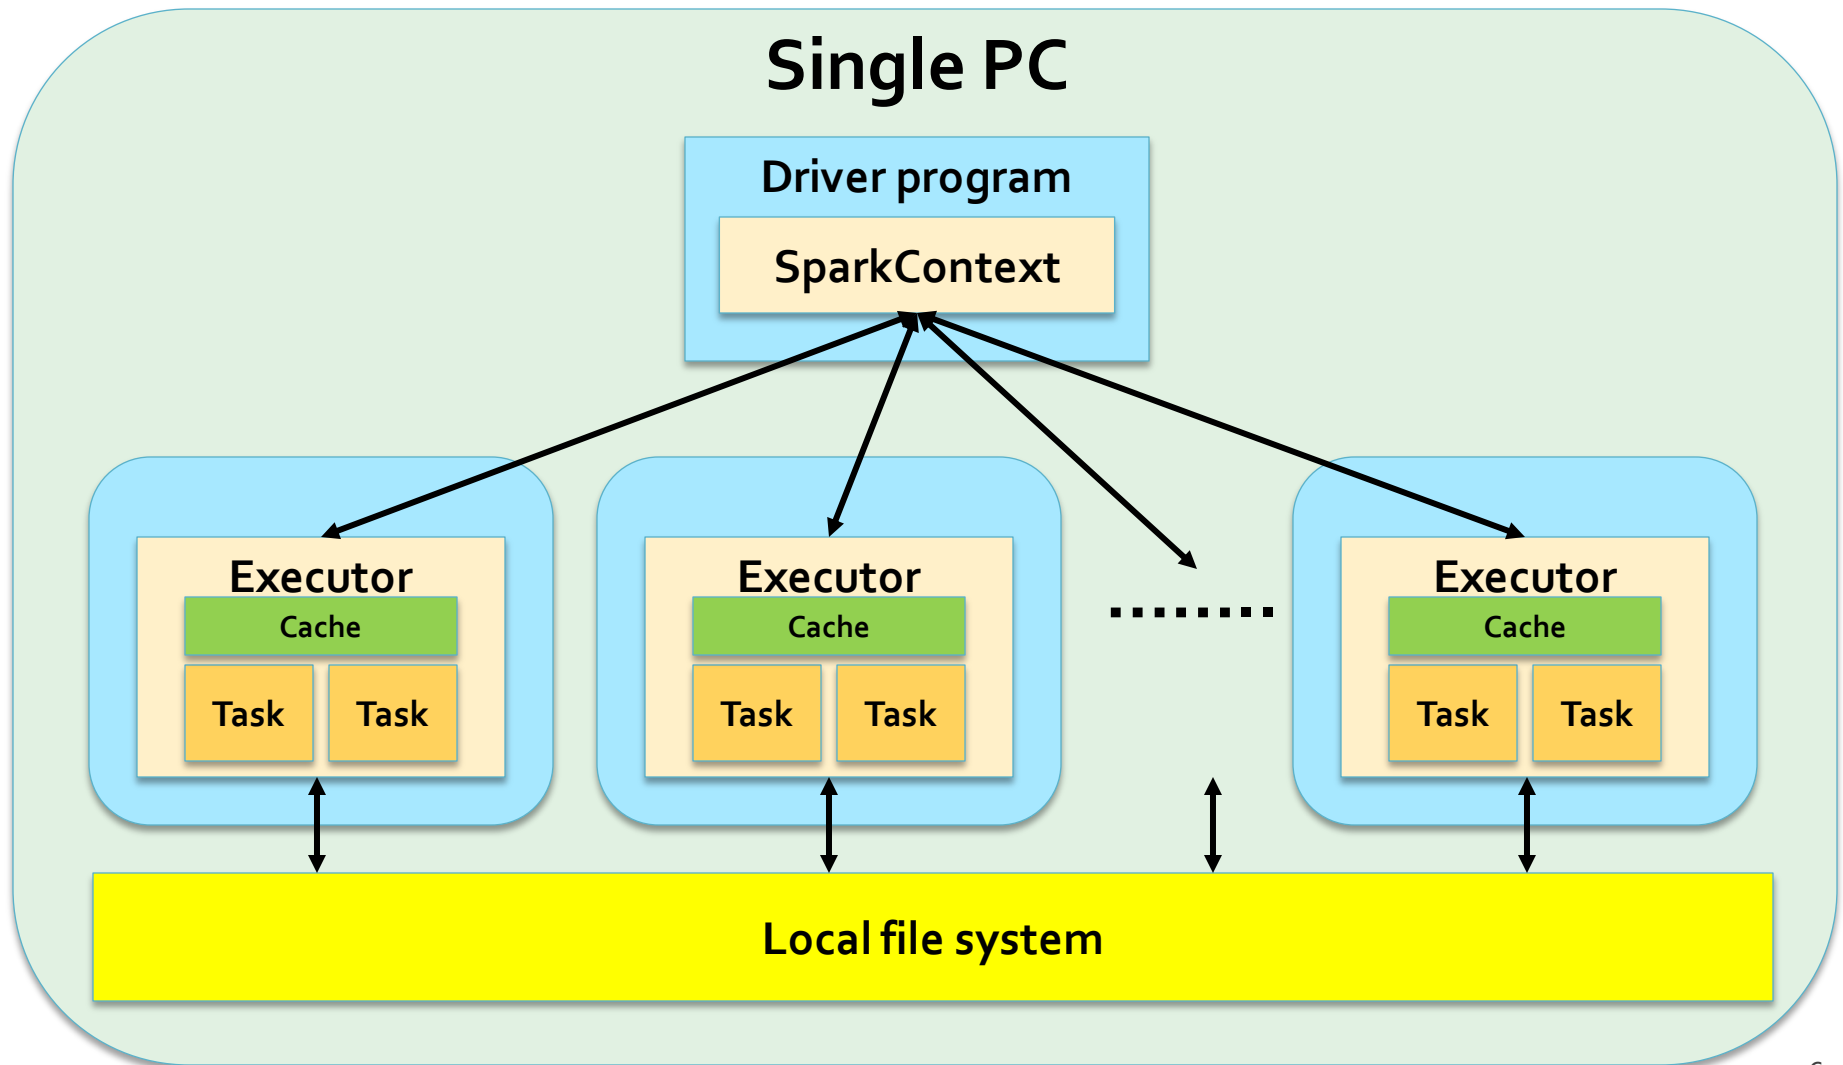 Single PC
Driver program
SparkContext
Executor
Cache
Task Task
Executor
Cache
Task Task
Executor
Cache
Task Task
Local file system